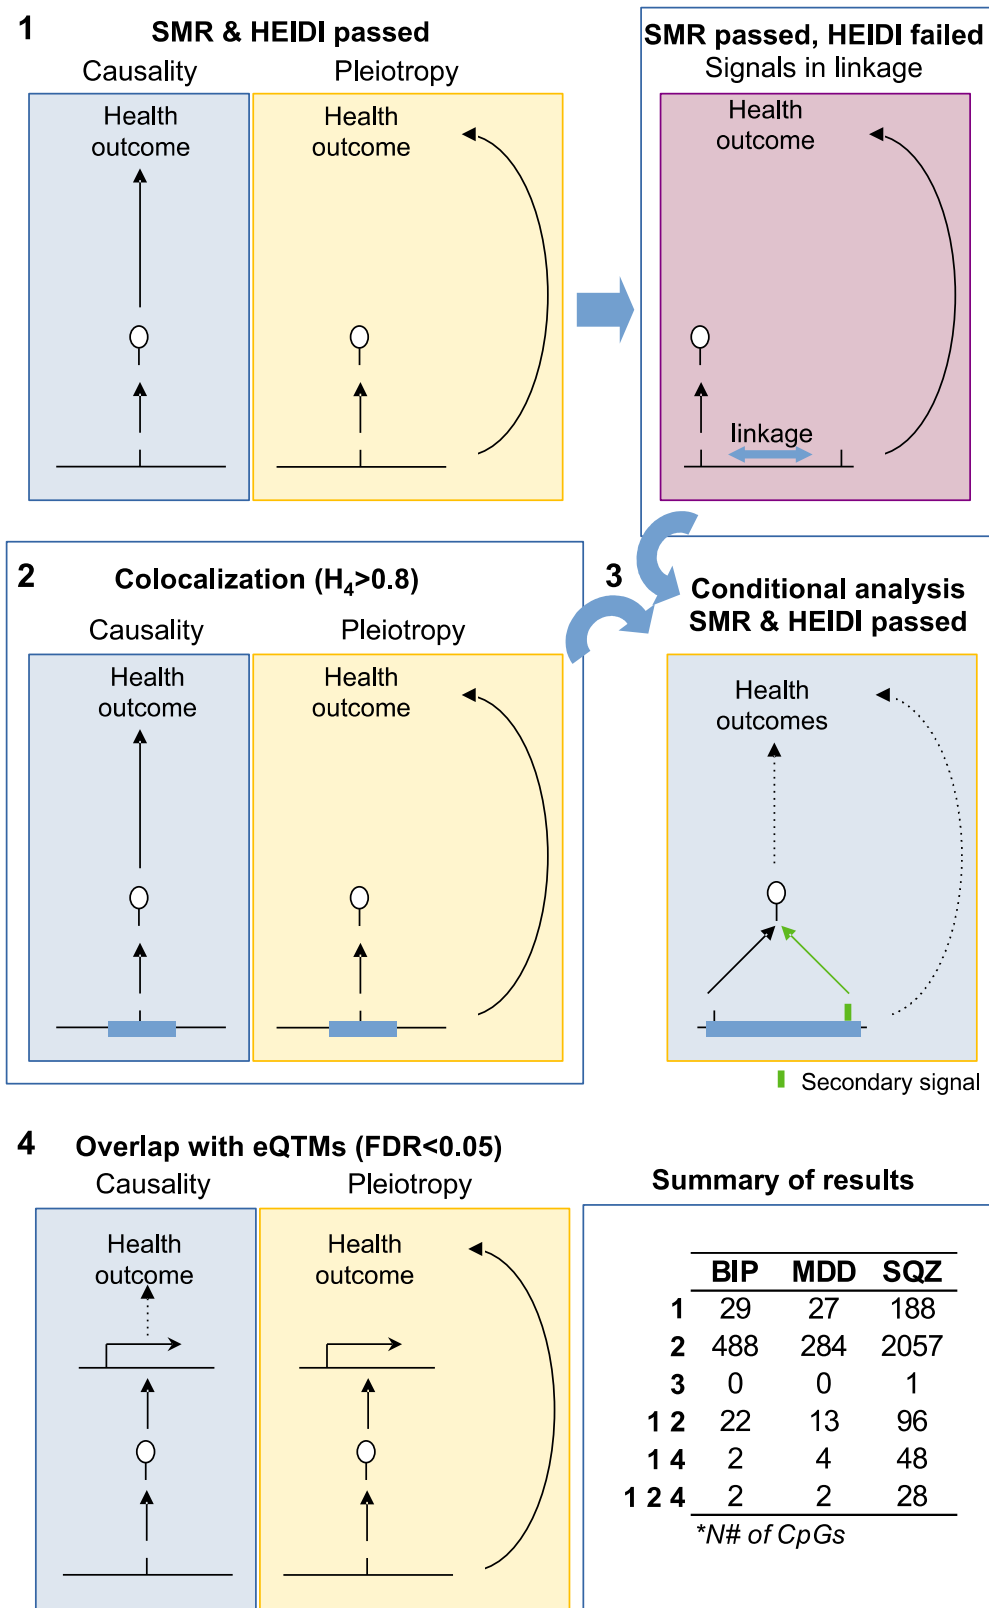 1
SMR & HEIDI passed
Causality
Pleiotropy
Health
outcome
Health
outcome
SMR passed, HEIDI failed
Signals in linkage
Health
outcome
linkage
2
Colocalization (H₄>0.8)
Causality
Pleiotropy
Health
outcome
Health
outcome
3
Conditional analysis
SMR & HEIDI passed
Health
outcomes
Secondary signal
4
Overlap with eQTMs (FDR<0.05)
Causality
Pleiotropy
Health
outcome
Health
outcome
Summary of results
BIP MDD SQZ
1 29 27 188
2 488 284 2057
3 0 0 1
1 2 22 13 96
1 4 2 4 48
1 2 4 2 2 28
*N# of CpGs